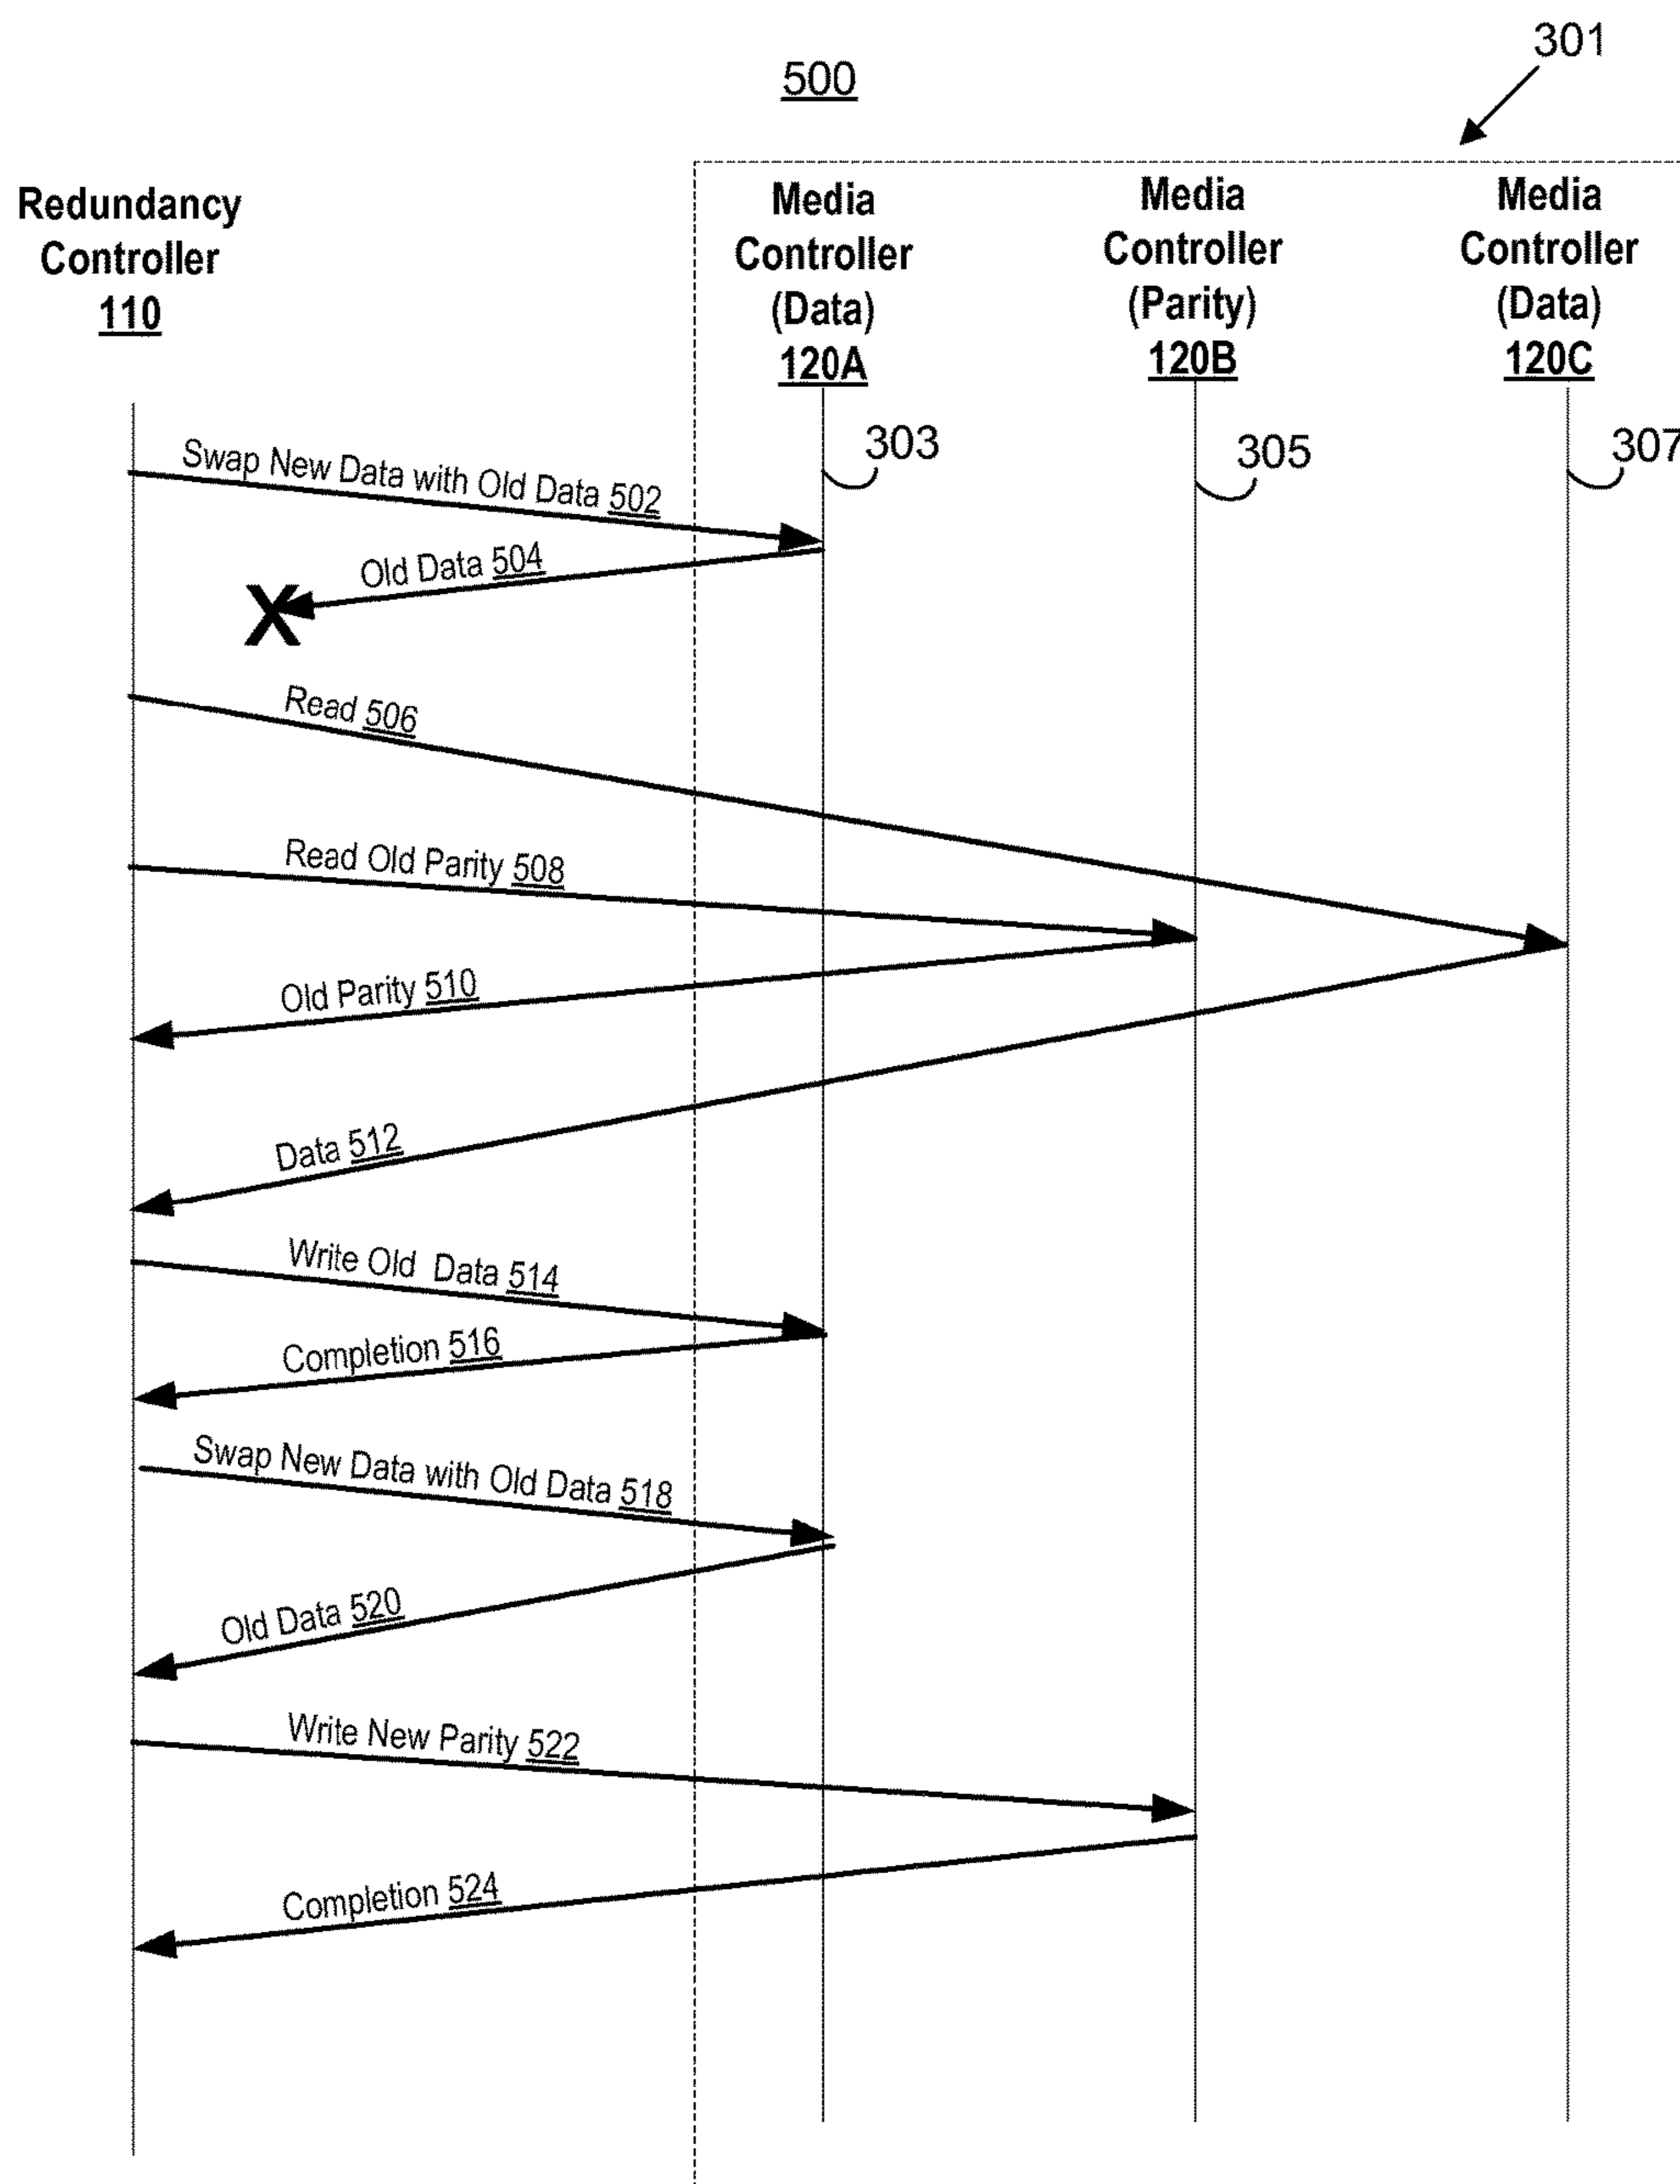 301
500
Redundancy
Controller
110
Media
Controller
(Data)
120A
Media
Controller
(Parity)
120B
Media
Controller
(Data)
120C
303
305
307
Swap New Data with Old Data 502
Old Data 504
X
Read 506
Read Old Parity 508
Old Parity 510
Data 512
Write Old Data 514
Completion 516
Swap New Data with Old Data 518
Old Data 520
Write New Parity 522
Completion 524